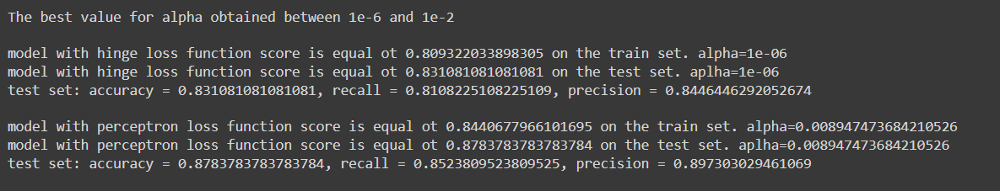 The best value for alpha obtained between 1e-6 and 1e-2
model with hinge loss function score is equal ot 0.809322033898305 on the train set. alpha=1e-06
model with hinge loss function score is equal ot 0.831081081081081 on the test set. aplha=1e-06
test set: accuracy = 0.831081081081081, recall = 0.8108225108225109, precision = 0.8446446292052674
model with perceptron loss function score is equal ot 0.8440677966101695 on the train set. alpha=0.008947473684210526
model with perceptron loss function score is equal ot 0.8783783783783784 on the test set. aplha=0.008947473684210526
test set: accuracy = 0.8783783783783784, recall = 0.8523809523809525, precision = 0.897303029461069